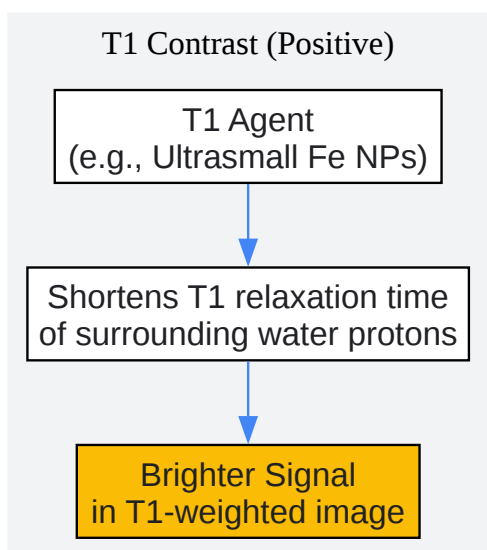 T1 Contrast (Positive)
T1 Agent
(e.g., Ultrasmall Fe NPs)
Shortens T1 relaxation time
of surrounding water protons
Brighter Signal
in T1-weighted image